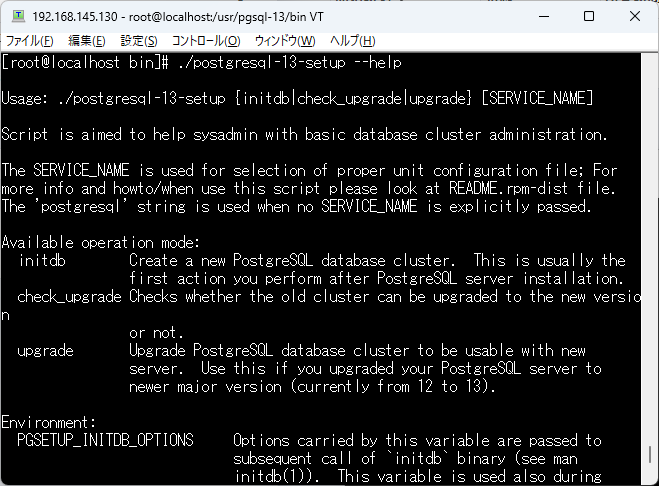 192.168.145.130 - root@localhost/usr/pgsql-13/bin VT
ファイル(F) 編集(E) 設定(S) コントロール(O) ウィンドウ(W) ヘルプ(H)
[root@localhost bin]# ./postgresql-13-setup --help
Usage: ./postgresql-13-setup {initdb|check_upgrade|upgrade} [SERVICE_NAME]
Script is aimed to help sysadmin with basic database cluster administration.
The SERVICE_NAME is used for selection of proper unit configuration file; For
more info and howto/when use this script please look at README.rpm-dist file.
The 'postgresql' string is used when no SERVICE_NAME is explicitly passed.
Available operation mode:
initdb Create a new PostgreSQL database cluster. This is usually the
first action you perform after PostgreSQL server installation.
check_upgrade Checks whether the old cluster can be upgraded to the new versio
n
or not.
upgrade Upgrade PostgreSQL database cluster to be usable with new
server. Use this if you upgraded your PostgreSQL server to
newer major version (currently from 12 to 13).
Environment:
PGSETUP_INITDB_OPTIONS Options carried by this variable are passed to
subsequent call of `initdb` binary (see man
initdb(1)). This variable is used also during